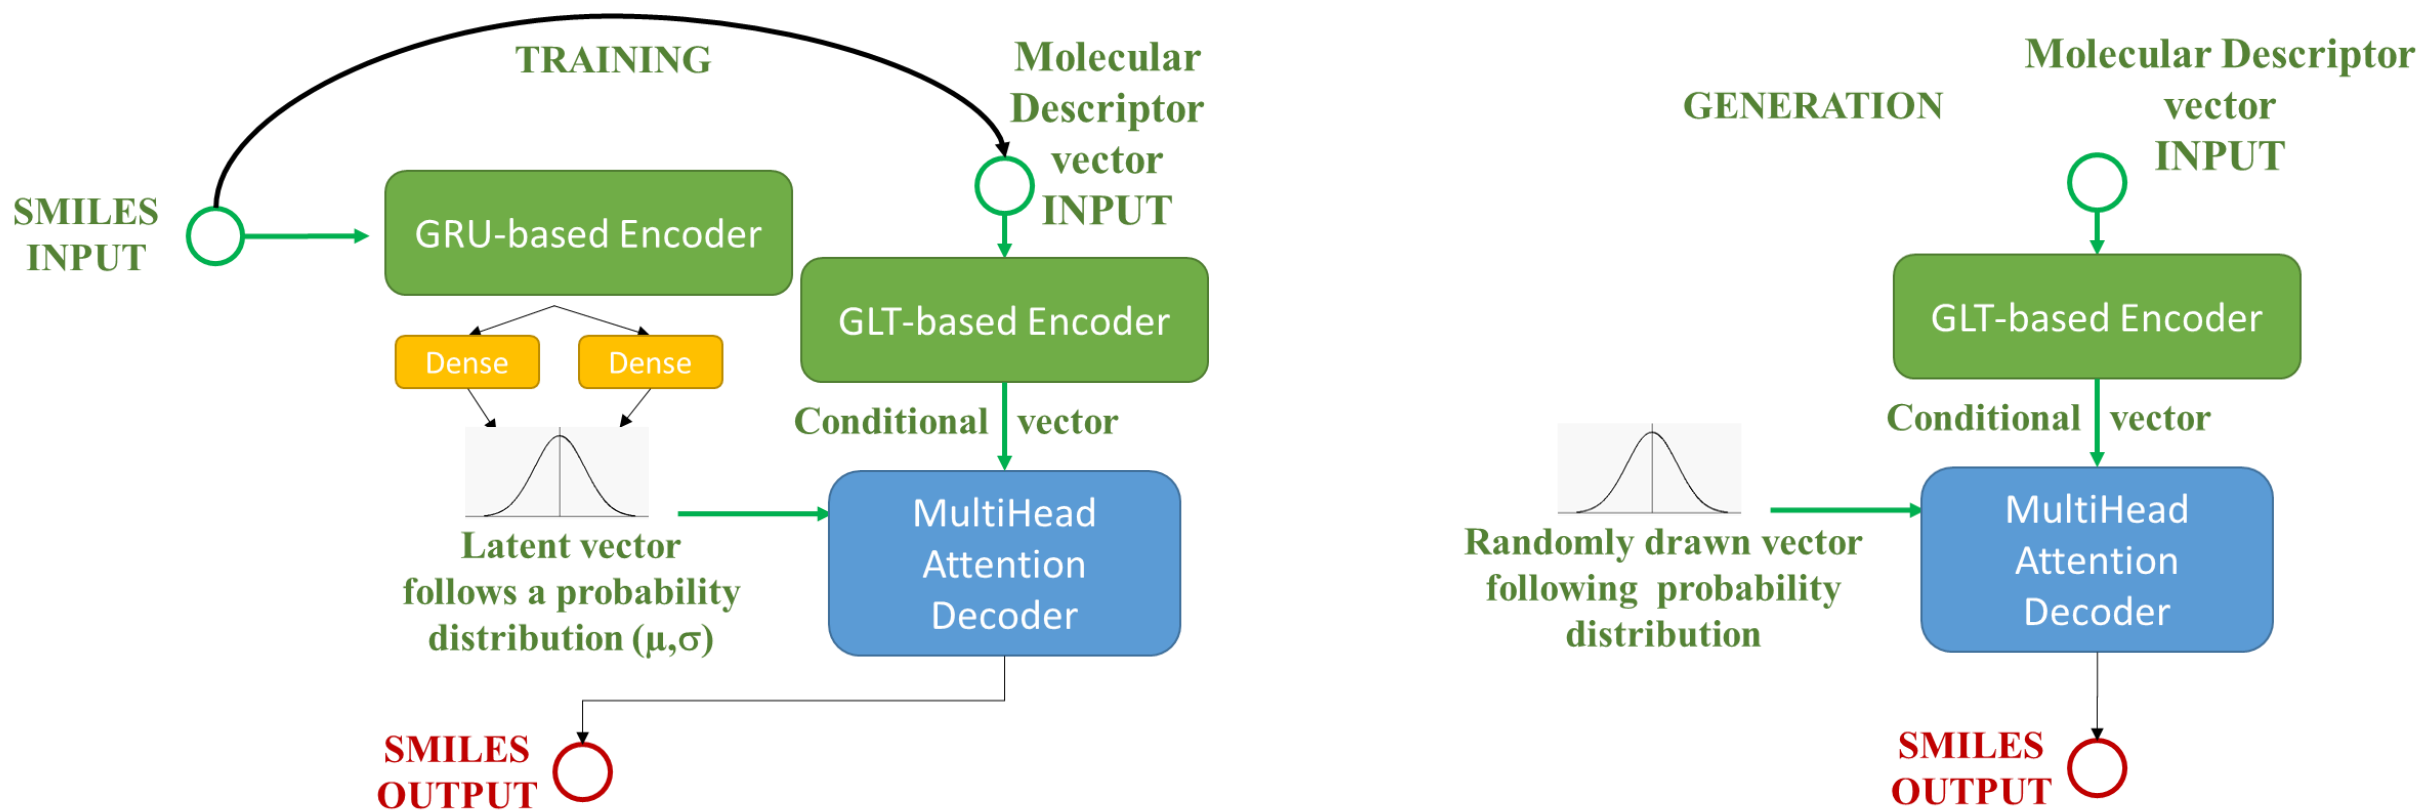 TRAINING
Molecular
Descriptor
vector
INPUT
SMILES
INPUT
GRU-based Encoder
GLT-based Encoder
Dense
Dense
Conditional vector
MultiHead
Attention
Decoder
Latent vector
follows a probability
distribution (μ,σ)
SMILES
OUTPUT
GENERATION
Molecular Descriptor
vector
INPUT
GLT-based Encoder
Conditional vector
MultiHead
Attention
Decoder
Randomly drawn vector
following probability
distribution
SMILES
OUTPUT